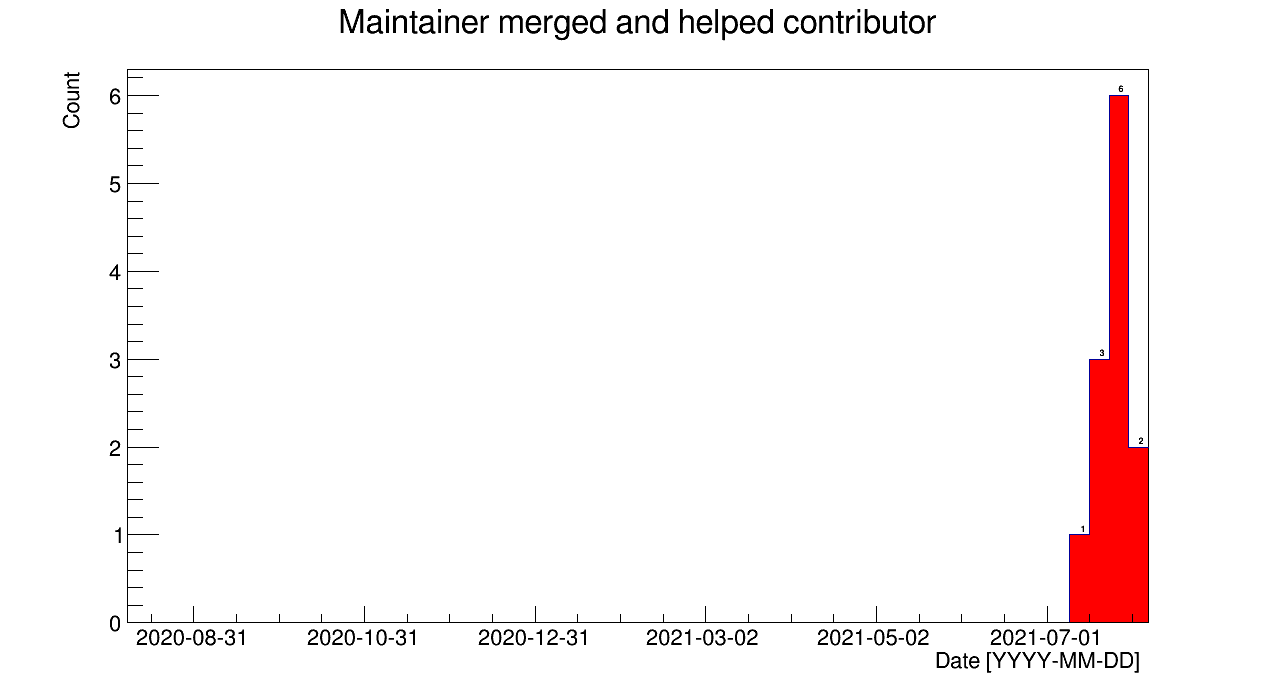 Maintainer merged and helped contributor
Count
6
5
4
3
2
1
0
6
3
2
1
2020-08-31 2020-10-31 2020-12-31 2021-03-02 2021-05-02 2021-07-01
Date [YYYY-MM-DD]